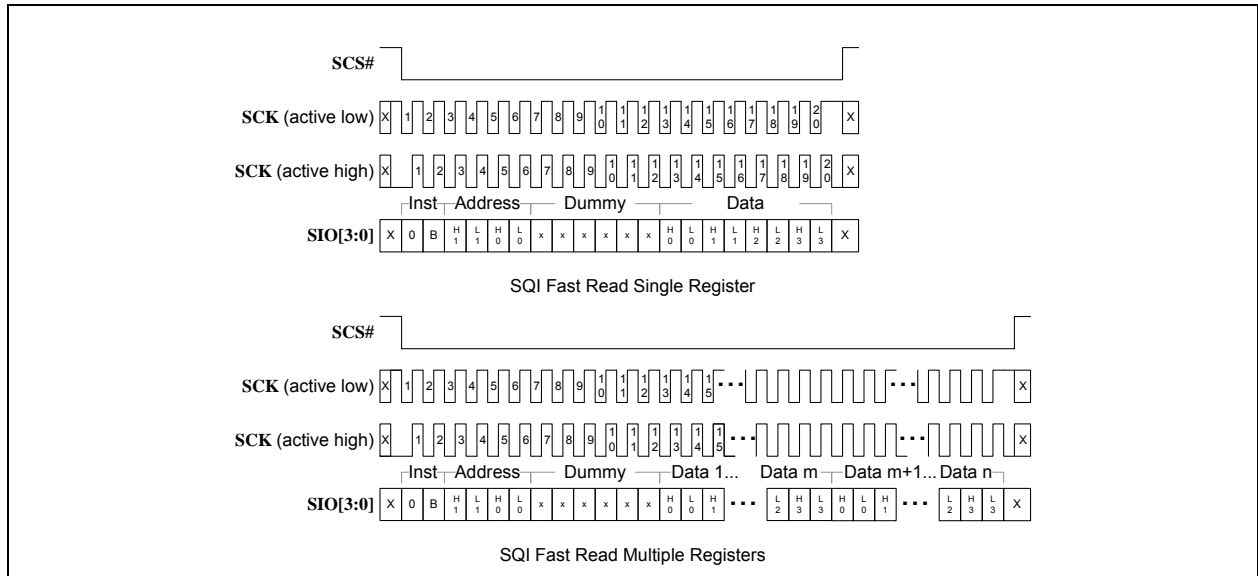 SCS#
SCK (active low) X 1 2 3 4 5 6 7 8 9 10 11 12 13 14 15 16 17 18 19 20 X
SCK (active high) X 1 2 3 4 5 6 7 8 9 10 11 12 13 14 15 16 17 18 19 20 X
Inst Address Dummy Data
SIO[3:0] X 0 B H1 L1 H0 L0 x x x x x x H0 L0 H1 L1 H2 L2 H3 L3 X
SQI Fast Read Single Register
SCS#
SCK (active low) X 1 2 3 4 5 6 7 8 9 10 11 12 13 14 15 ... ... X
SCK (active high) X 1 2 3 4 5 6 7 8 9 10 11 12 13 14 15 ... ... X
Inst Address Dummy Data 1... Data m Data m+1... Data n
SIO[3:0] X 0 B H1 L1 H0 L0 x x x x x x H0 L0 H1 ... L2 H3 L3 H0 L0 H1 ... L2 H3 L3 X
SQI Fast Read Multiple Registers